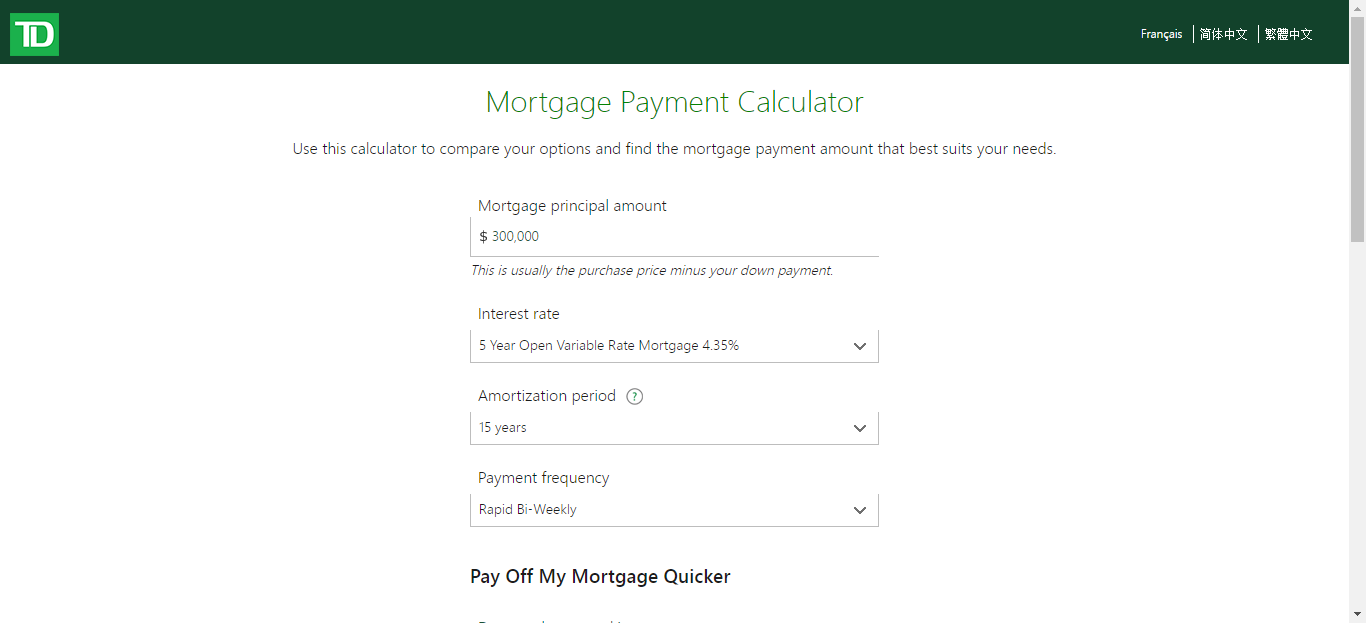 TD
Français
简体中文
繁體中文
Mortgage Payment Calculator
Use this calculator to compare your options and find the mortgage payment amount that best suits your needs.
Mortgage principal amount
$ 300,000
This is usually the purchase price minus your down payment.
Interest rate
5 Year Open Variable Rate Mortgage 4.35%
Amortization period ?
15 years
Payment frequency
Rapid Bi-Weekly
Pay Off My Mortgage Quicker